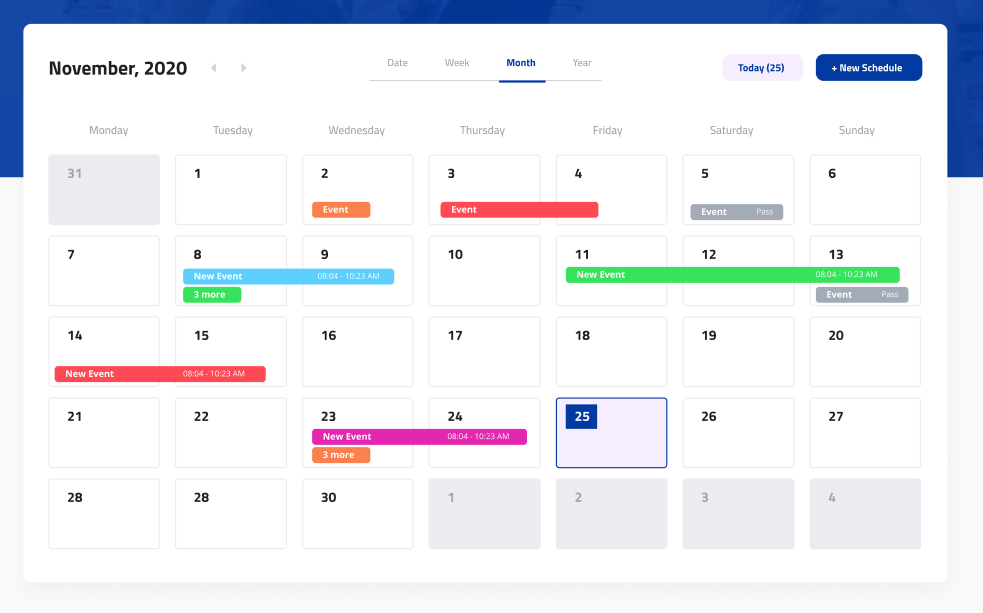 November, 2020
Date Week Month Year
Today (25)
+ New Schedule
Monday Tuesday Wednesday Thursday Friday Saturday Sunday
31 1 2 3 4 5 6
Event Event Event Pass
7 8 9 10 11 12 13
New Event 08:04 - 10:23 AM New Event 08:04 - 10:23 AM
3 more Event Pass
14 15 16 17 18 19 20
New Event 08:04 - 10:23 AM
21 22 23 24 25 26 27
New Event 08:04 - 10:23 AM
3 more
28 28 30 1 2 3 4